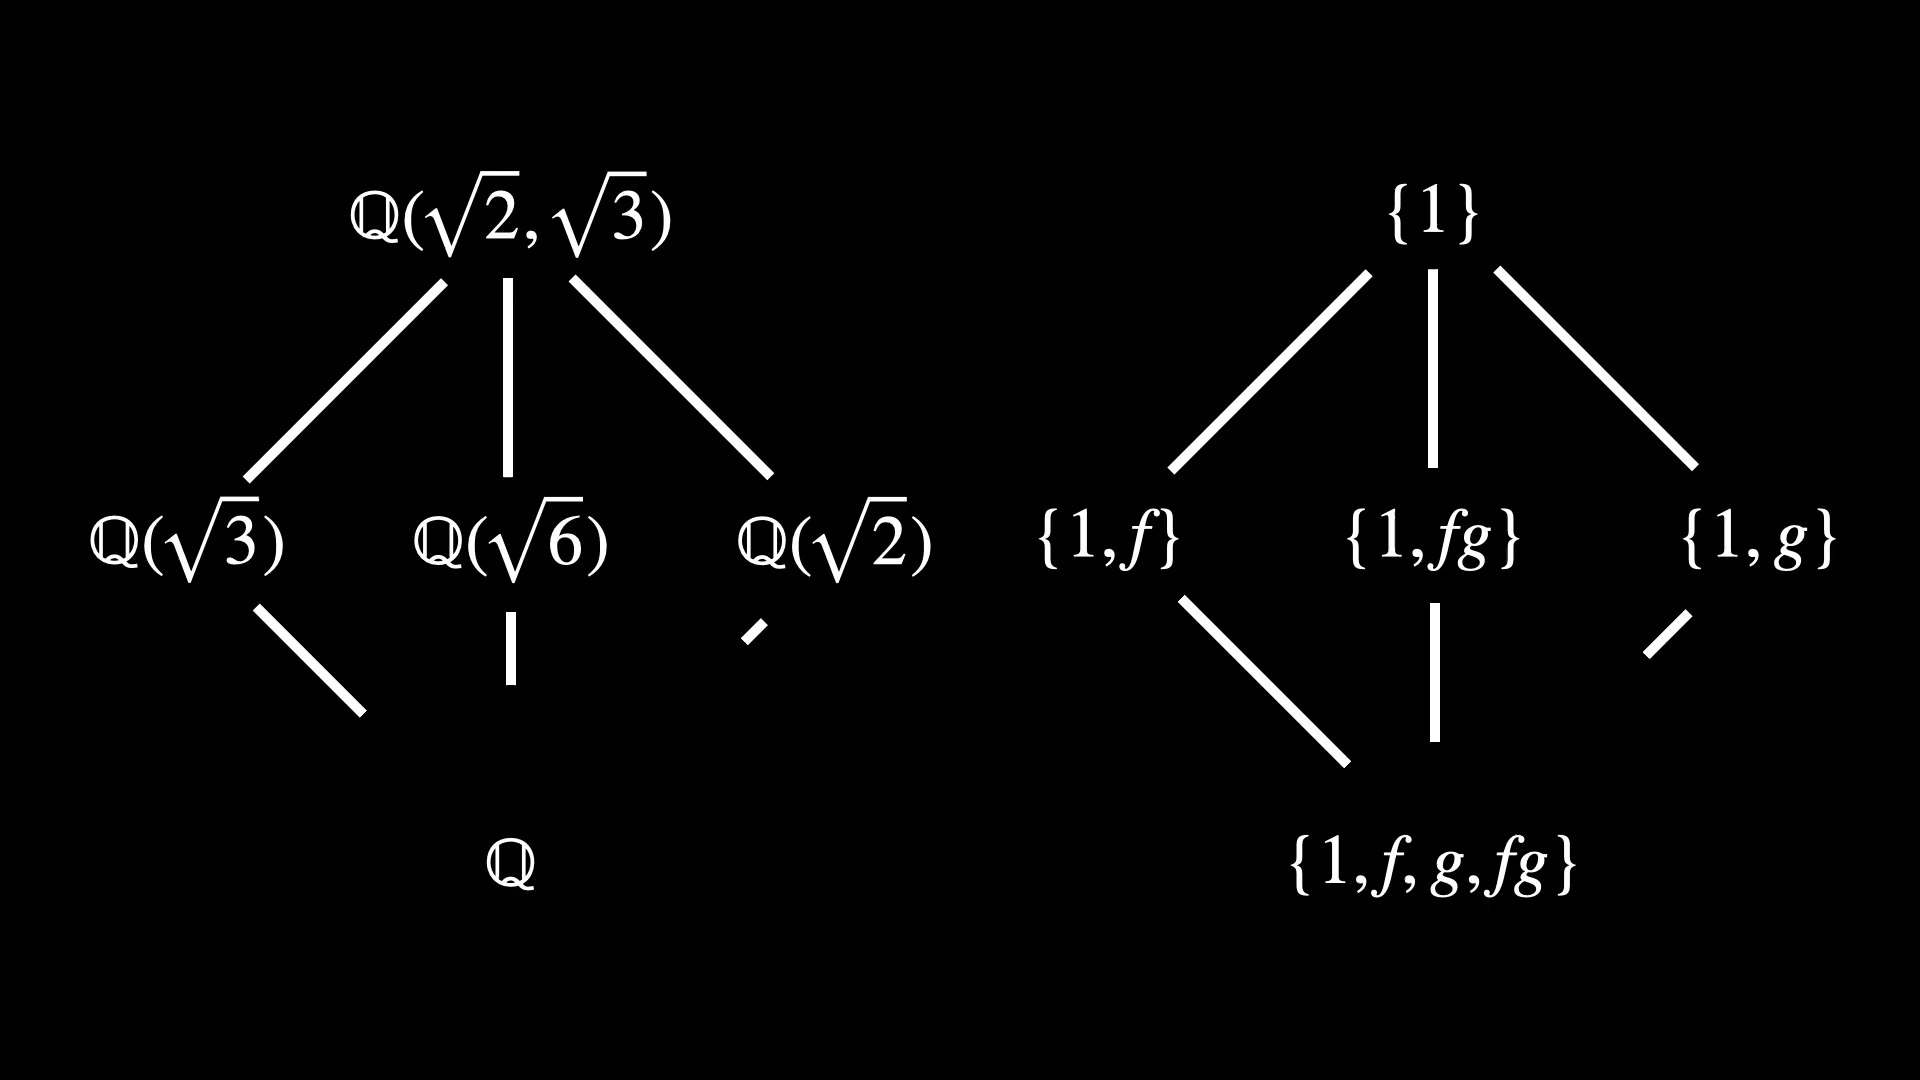 ℚ(√2, √3) {1}
ℚ(√3) ℚ(√6) ℚ(√2) {1, f} {1, fg} {1, g}
ℚ {1, f, g, fg}